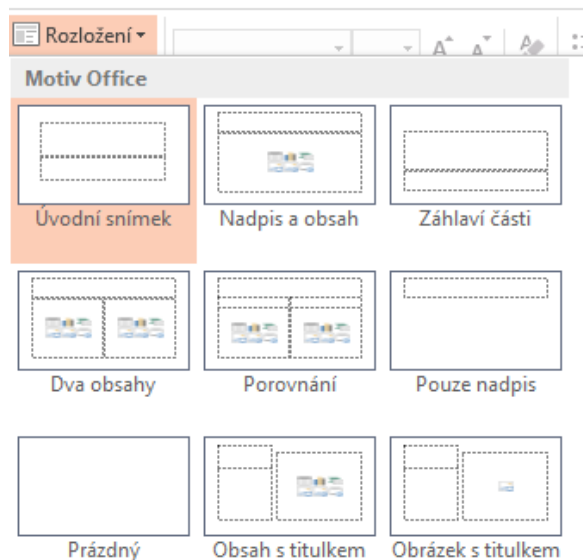 Rozložení
Motiv Office
Úvodní snímek
Nadpis a obsah
Záhlaví části
Dva obsahy
Porovnání
Pouze nadpis
Prázdný
Obsah s titulkem
Obrázek s titulkem